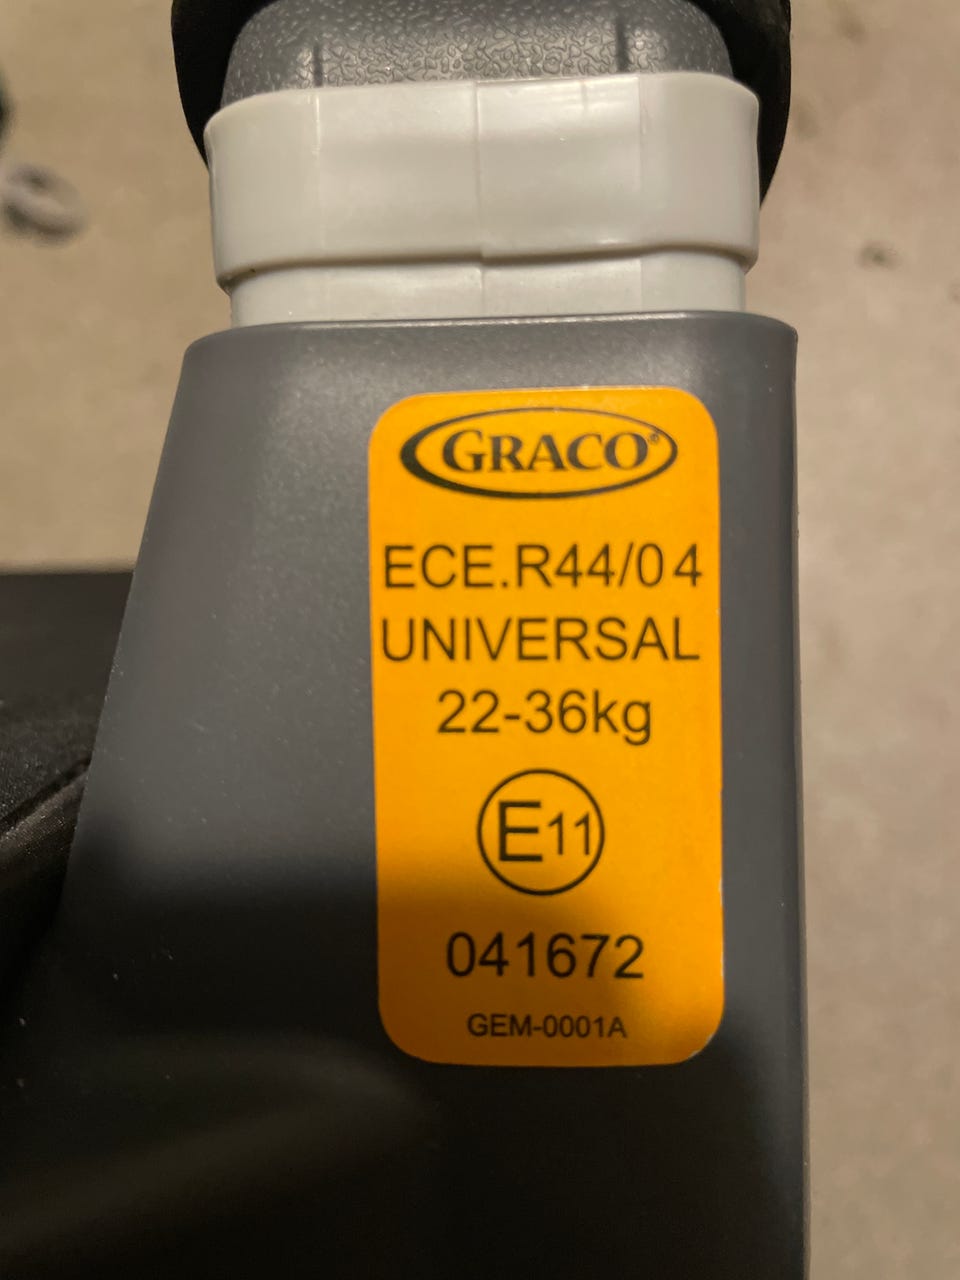 GRACO®
ECE.R44/04
UNIVERSAL
22-36kg
E11
041672
GEM-0001A